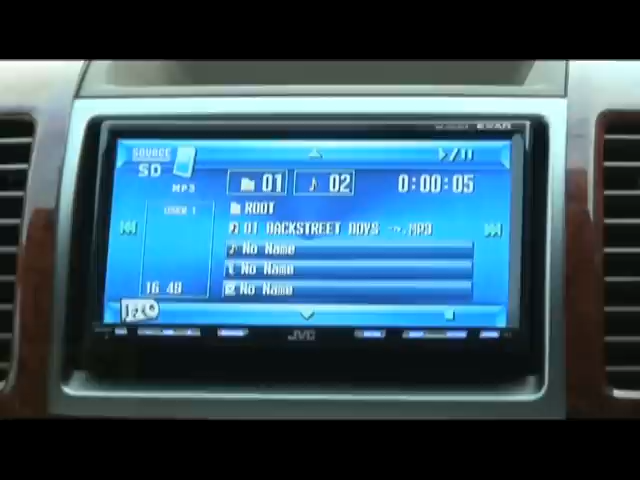 SOURCE
SD
MP3
01
02
0:00:05
USER 1
ROOT
01 BACKSTREET BOYS ~.MP3
No Name
No Name
No Name
16 48
JVC